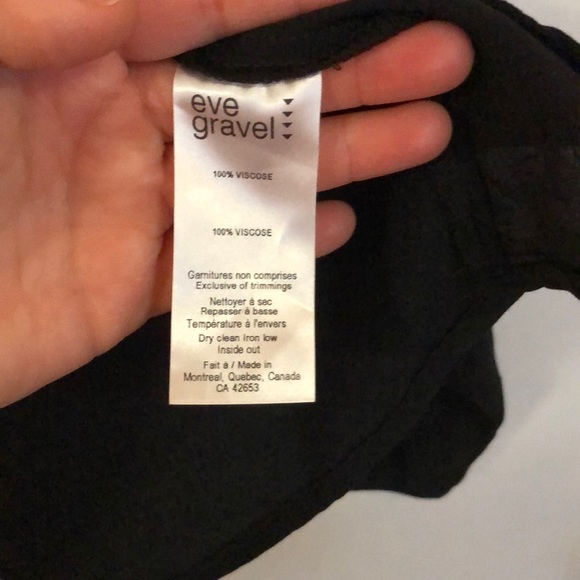 eve
gravel
100% VISCOSE
100% VISCOSE
Garnitures non comprises
Exclusive of trimmings
Nettoyer à sec
Repasser à basse
Température à l'envers
Dry clean Iron low
Inside out
Fait à / Made in
Montreal, Quebec, Canada
CA 42653